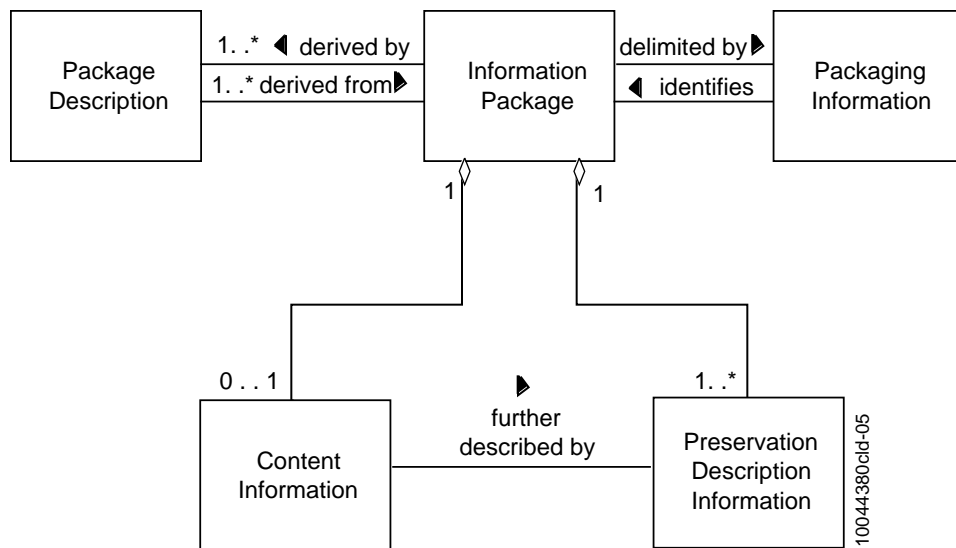 1. .* derived by
delimited by
Package
Description
Information
Package
Packaging
Information
1. .* derived from
identifies
1
1
0 . . 1
1. .*
further
described by
Content
Information
Preservation
Description
Information
10044380cld-05